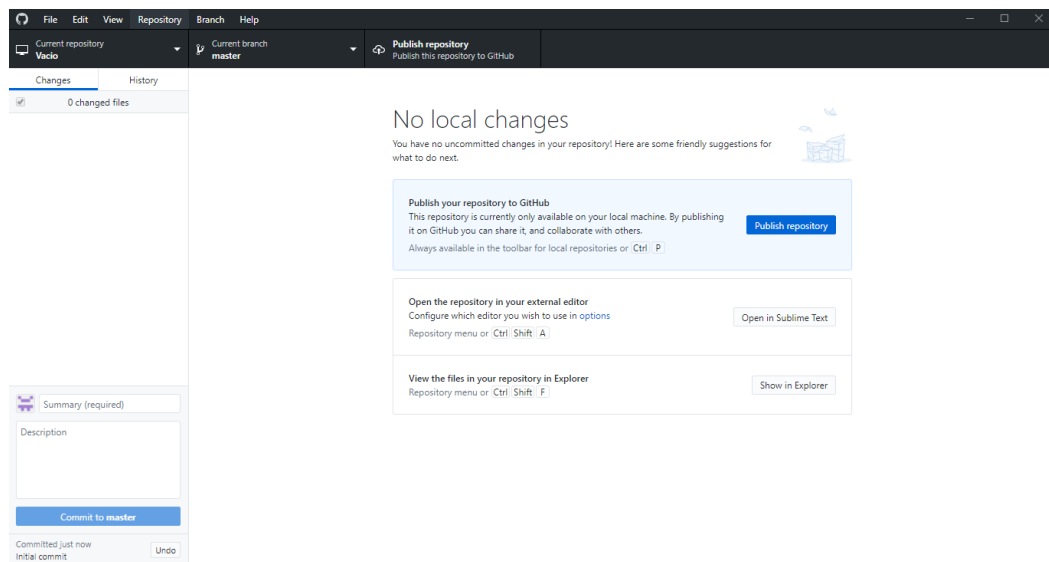 File Edit View Repository Branch Help
Current repository
Vacio
Current branch
master
Publish repository
Publish this repository to GitHub
Changes History
0 changed files
No local changes
You have no uncommitted changes in your repository! Here are some friendly suggestions for
what to do next.
Publish your repository to GitHub
This repository is currently only available on your local machine. By publishing
it on GitHub you can share it, and collaborate with others.
Always available in the toolbar for local repositories or Ctrl P
Publish repository
Open the repository in your external editor
Configure which editor you wish to use in options
Repository menu or Ctrl Shift A
Open in Sublime Text
View the files in your repository in Explorer
Repository menu or Ctrl Shift F
Show in Explorer
Summary (required)
Description
Commit to master
Committed just now
Initial commit
Undo